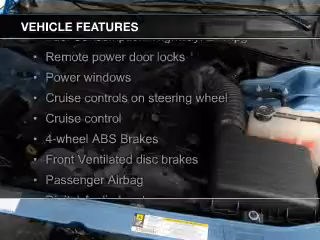 VEHICLE FEATURES
• Remote power door locks
• Power windows
• Cruise controls on steering wheel
• Cruise control
• 4-wheel ABS Brakes
• Front Ventilated disc brakes
• Passenger Airbag